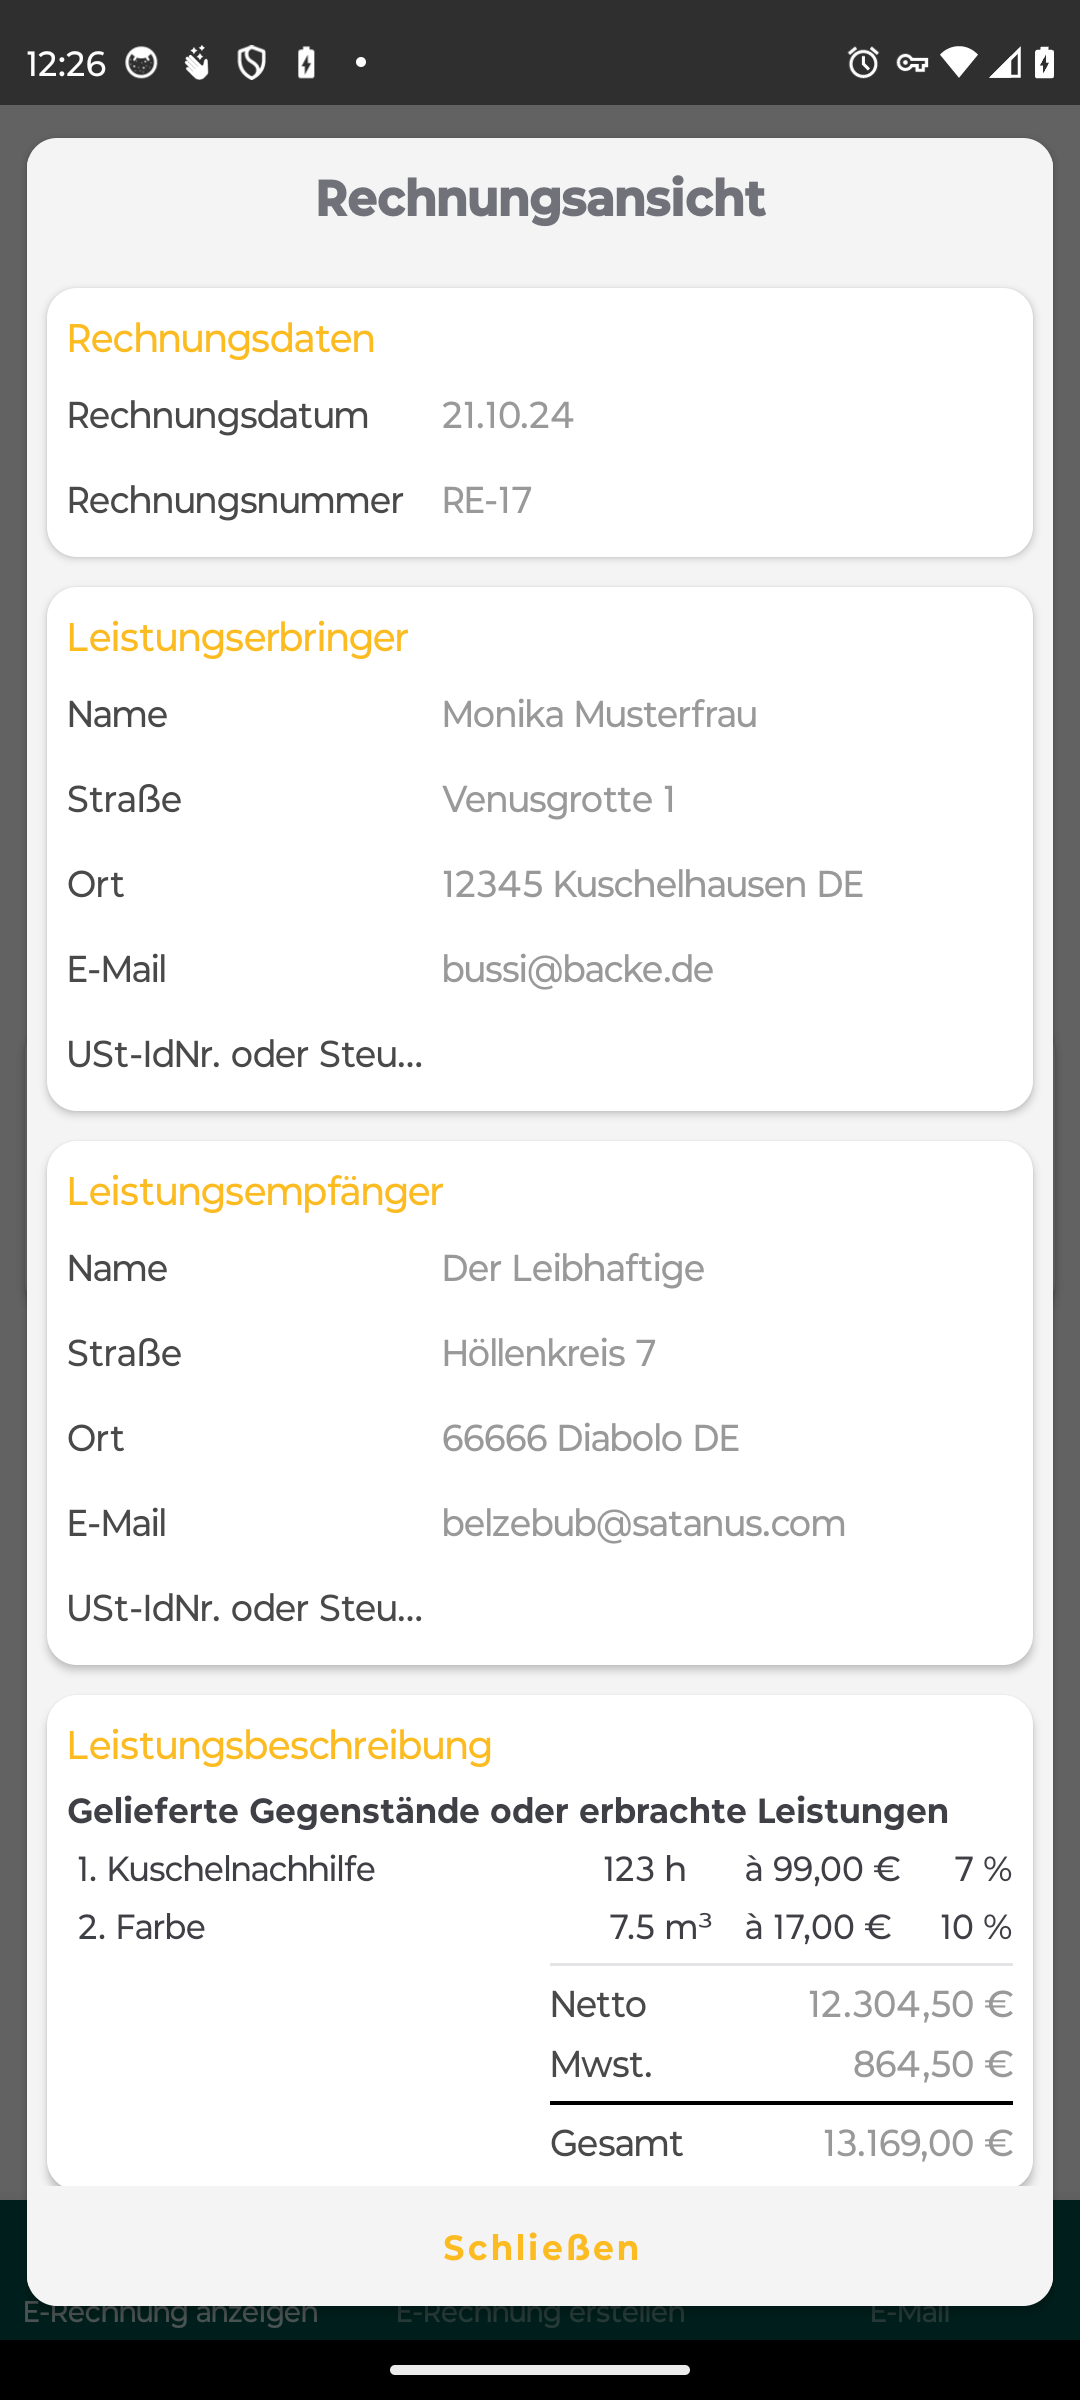 12:26
Rechnungsansicht
Rechnungsdaten
Rechnungsdatum 21.10.24
Rechnungsnummer RE-17
Leistungserbringer
Name Monika Musterfrau
Straße Venusgrotte 1
Ort 12345 Kuschelhausen DE
E-Mail bussi@backe.de
USt-IdNr. oder Steu...
Leistungsempfänger
Name Der Leibhaftige
Straße Höllenkreis 7
Ort 66666 Diabolo DE
E-Mail belzebub@satanus.com
USt-IdNr. oder Steu...
Leistungsbeschreibung
Gelieferte Gegenstände oder erbrachte Leistungen
1. Kuschelnachhilfe 123 h à 99,00 € 7 %
2. Farbe 7.5 m³ à 17,00 € 10 %
Netto 12.304,50 €
Mwst. 864,50 €
Gesamt 13.169,00 €
Schließen
E-Rechnung anzeigen E-Rechnung erstellen E-Mail